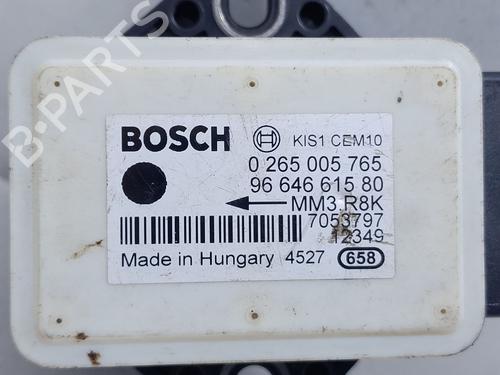 B-PARTS
BOSCH KIS1 CEM10
0 265 005 765
96 646 615 80
MM3.R8K
7053797
12349
Made in Hungary 4527 658